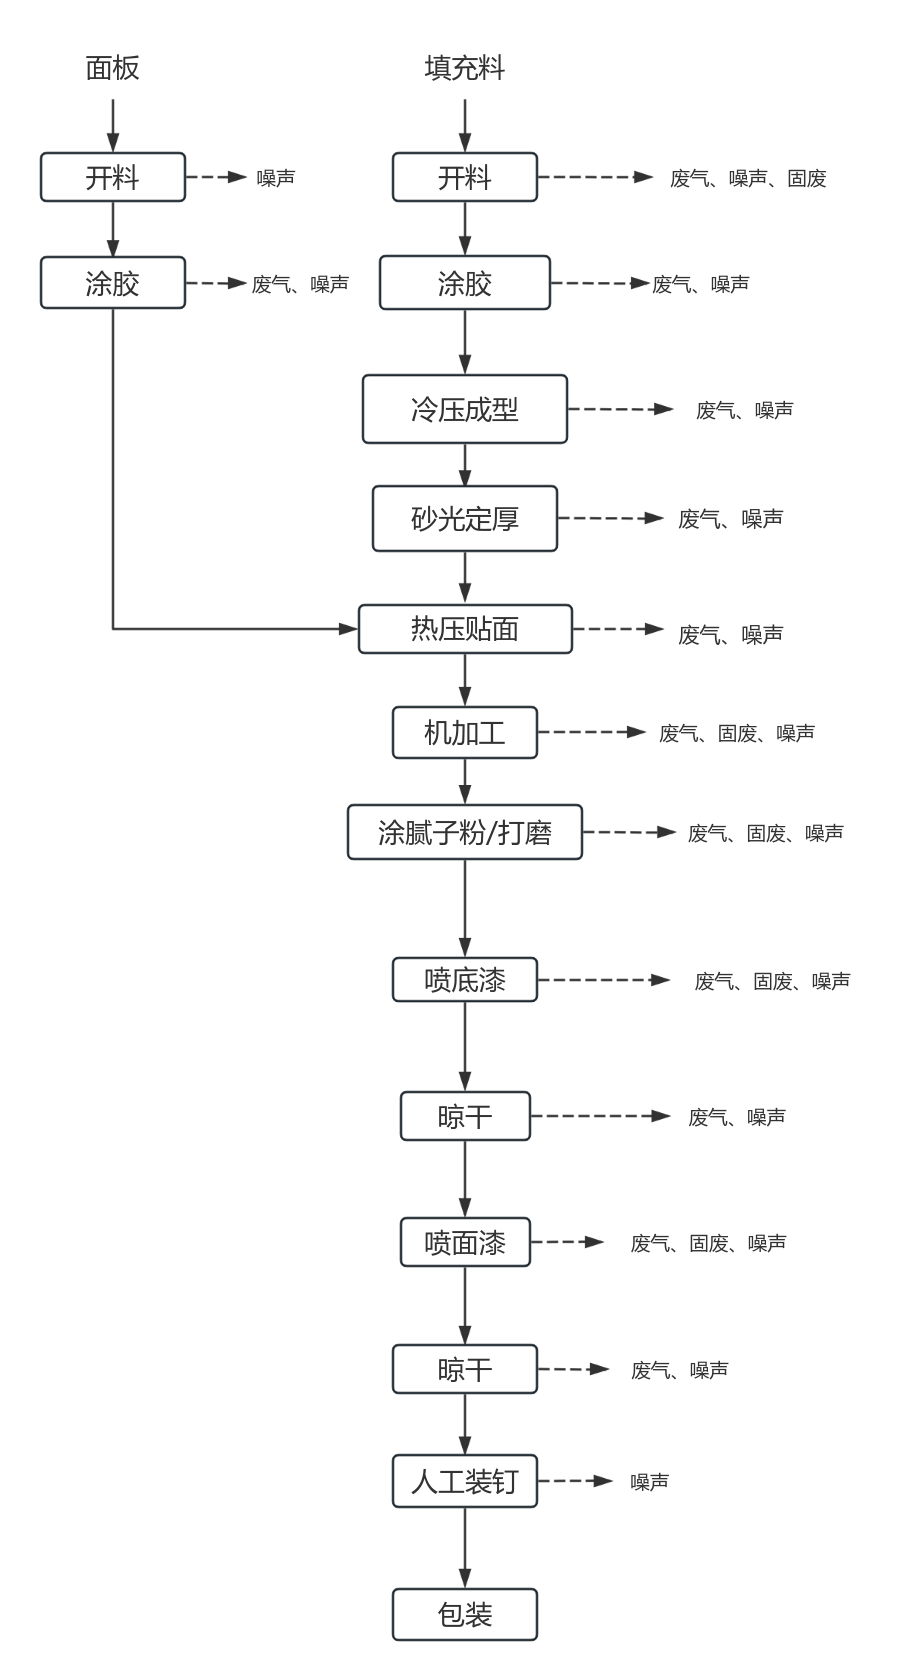 面板
填充料
开料
噪声
开料
废气、噪声、固废
涂胶
废气、噪声
涂胶
废气、噪声
冷压成型
废气、噪声
砂光定厚
废气、噪声
热压贴面
废气、噪声
机加工
废气、固废、噪声
涂腻子粉/打磨
废气、固废、噪声
喷底漆
废气、固废、噪声
晾干
废气、噪声
喷面漆
废气、固废、噪声
晾干
废气、噪声
人工装钉
噪声
包装